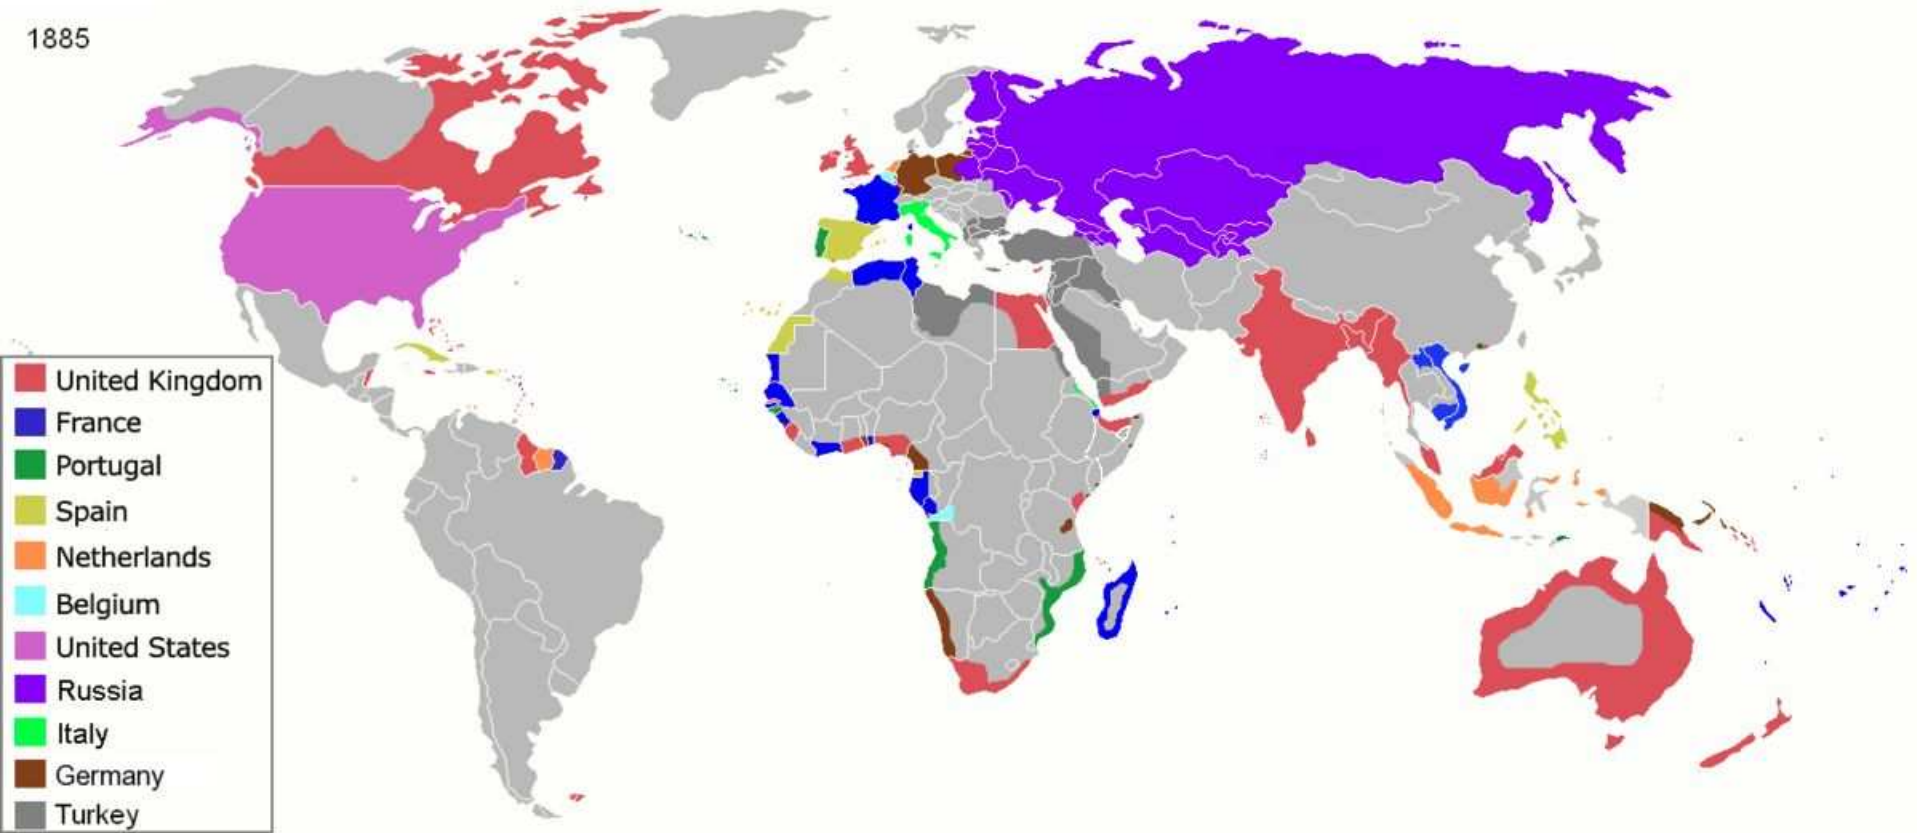 1885
United Kingdom
France
Portugal
Spain
Netherlands
Belgium
United States
Russia
Italy
Germany
Turkey